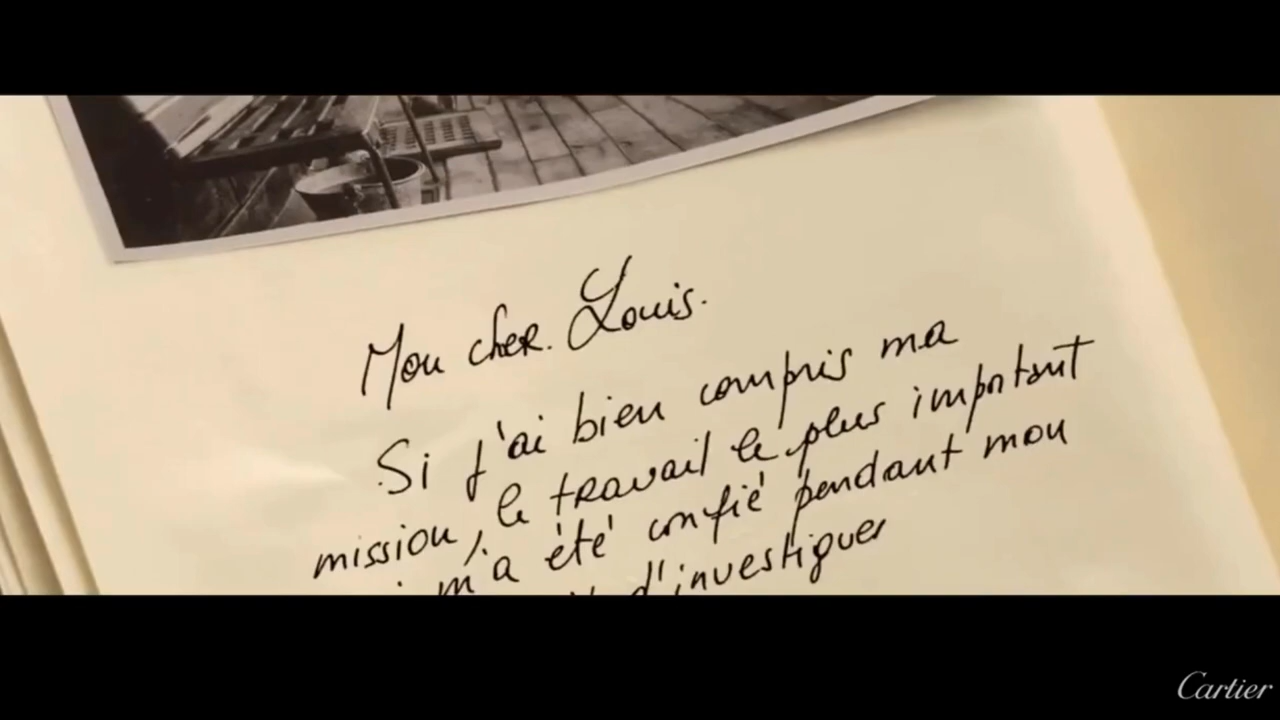 Mon cher. Louis.
Si j'ai bien compris ma
mission, le travail le plus important
m'a été confié pendant mon
d'investiguer
Cartier